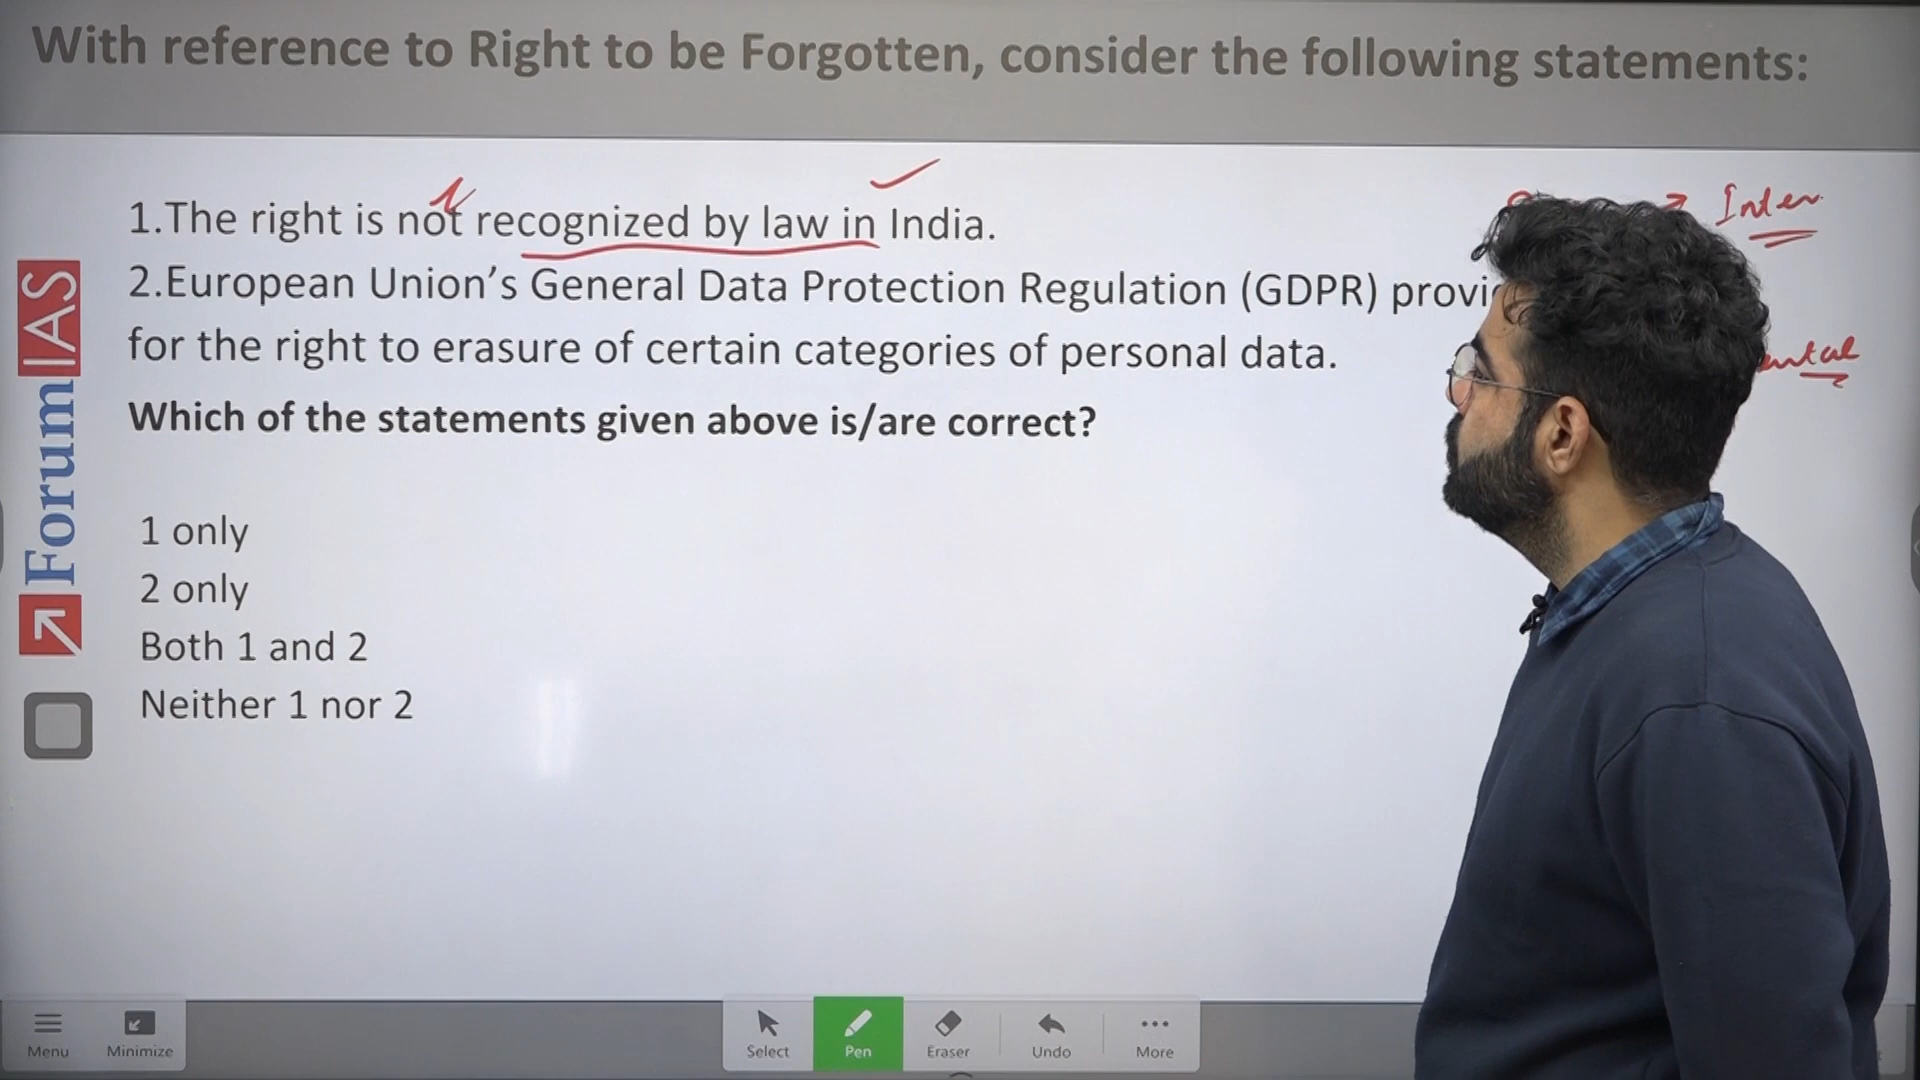 With reference to Right to be Forgotten, consider the following statements:
1.The right is not recognized by law in India.
Inten
2.European Union's General Data Protection Regulation (GDPR) provi
for the right to erasure of certain categories of personal data.
ental
Which of the statements given above is/are correct?
1 only
2 only
Both 1 and 2
Neither 1 nor 2
ForumIAS
Menu
Minimize
Select
Pen
Eraser
Undo
More